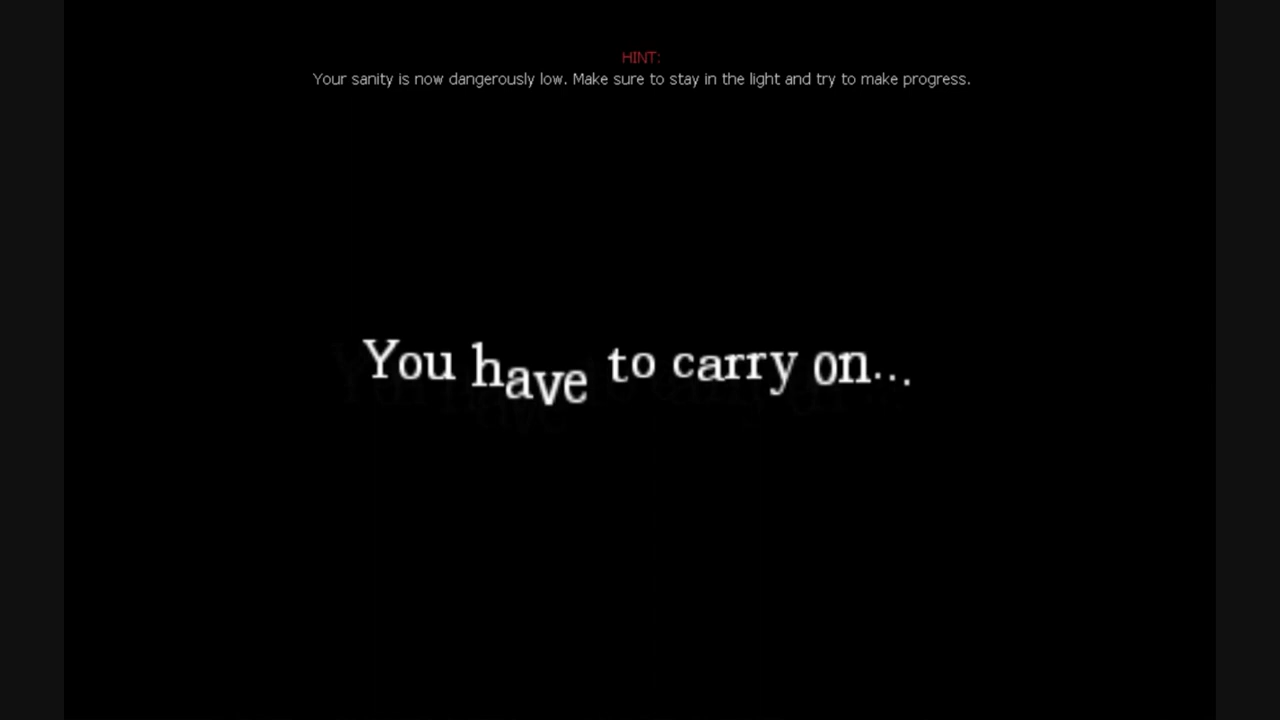 HINT:
Your sanity is now dangerously low. Make sure to stay in the light and try to make progress.
You have to carry on...